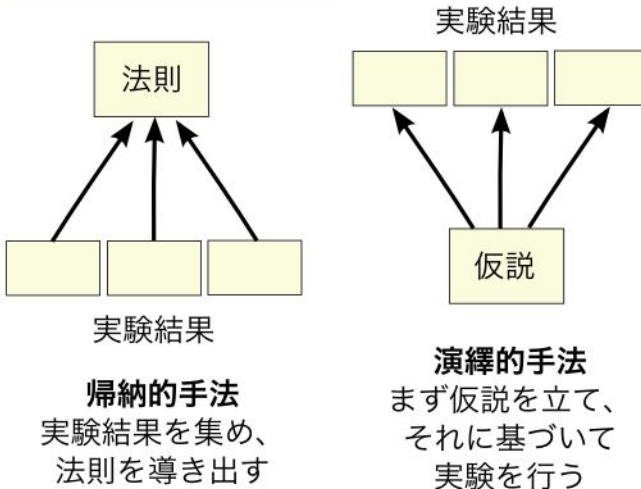 法則
実験結果
帰納的手法
実験結果を集め、
法則を導き出す
実験結果
仮説
演繹的手法
まず仮説を立て、
それに基づいて
実験を行う